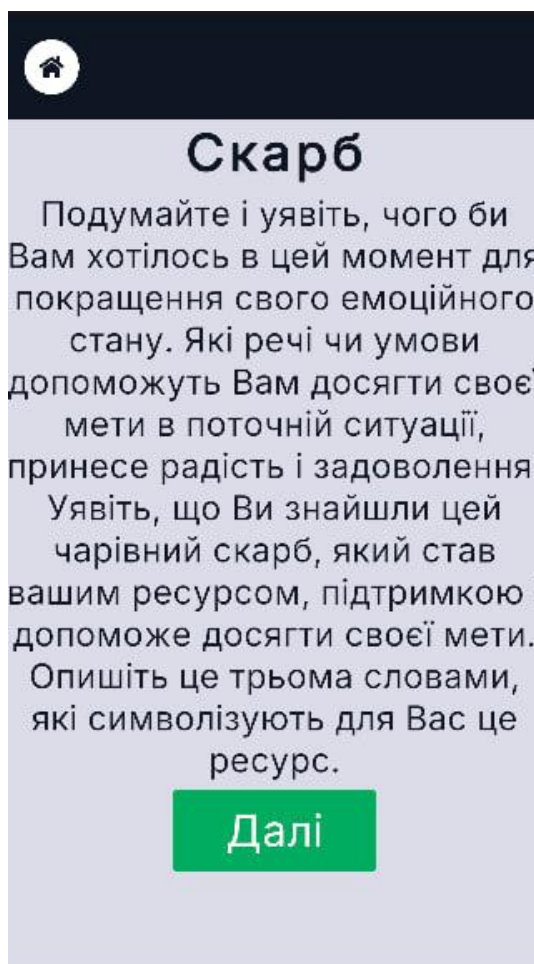 Скарб
Подумайте і уявіть, чого би
Вам хотілось в цей момент для
покращення свого емоційного
стану. Які речі чи умови
допоможуть Вам досягти своєї
мети в поточній ситуації,
принесе радість і задоволення
Уявіть, що Ви знайшли цей
чарівний скарб, який став
вашим ресурсом, підтримкою
допоможе досягти своєї мети.
Опишіть це трьома словами,
які символізують для Вас це
ресурс.
Далі